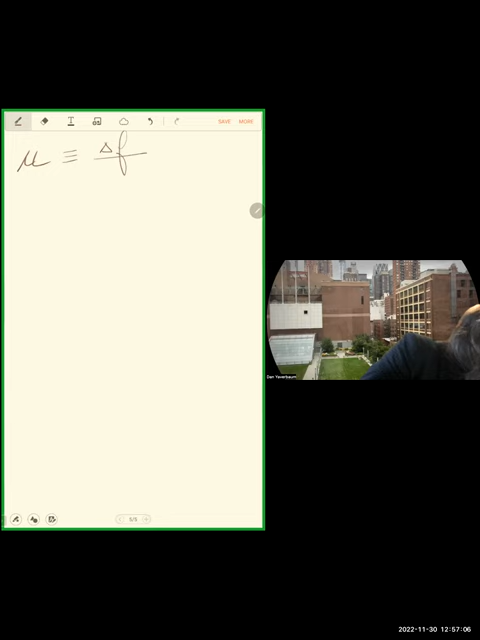 SAVE MORE
μ ≡ Δf
Dan Yaverbaum
5/5
2022-11-30 12:57:06